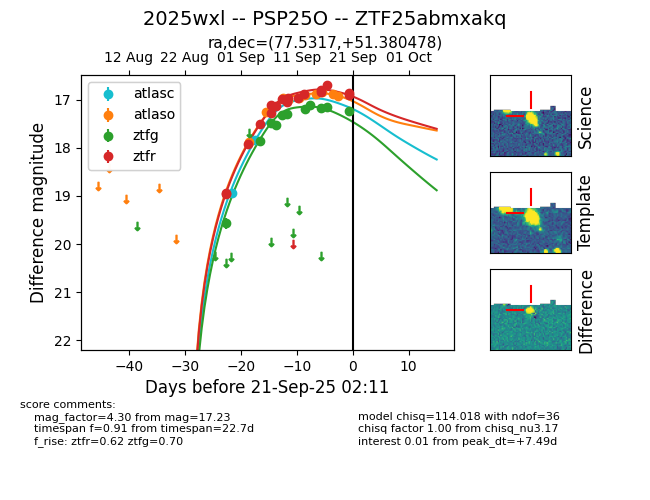 2025wxl -- PSP25O -- ZTF25abmxakq
ra,dec=(77.5317,+51.380478)
12 Aug 22 Aug 01 Sep 11 Sep 21 Sep 01 Oct
atlasc
atlaso
ztfg
ztfr
17
18
19
20
21
22
Difference magnitude
−40 −30 −20 −10 0 10
Days before 21-Sep-25 02:11
Science
Template
Difference
score comments:
mag_factor=4.30 from mag=17.23
timespan f=0.91 from timespan=22.7d
f_rise: ztfr=0.62 ztfg=0.70
model chisq=114.018 with ndof=36
chisq factor 1.00 from chisq_nu3.17
interest 0.01 from peak_dt=+7.49d